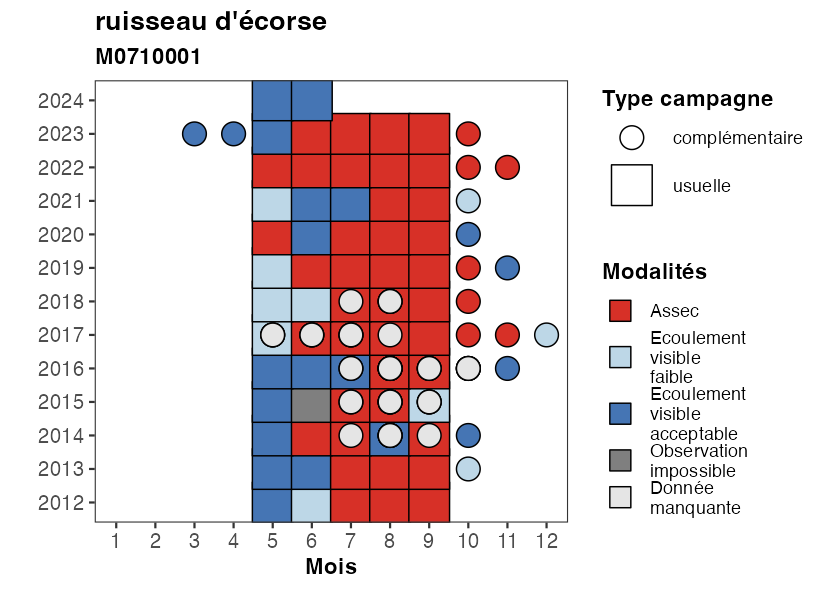 ruisseau d'écorse
M0710001
2024
2023
2022
2021
2020
2019
2018
2017
2016
2015
2014
2013
2012
1 2 3 4 5 6 7 8 9 10 11 12
Mois
Type campagne
complémentaire
usuelle
Modalités
Assec
Ecoulement
visible
faible
Ecoulement
visible
acceptable
Observation
impossible
Donnée
manquante